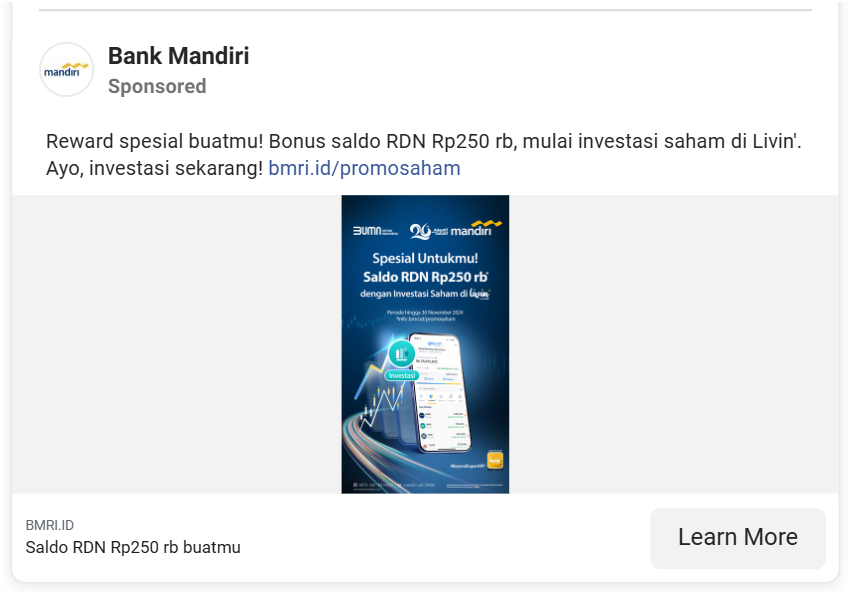 mandiri
Bank Mandiri
Sponsored
Reward spesial buatmu! Bonus saldo RDN Rp250 rb, mulai investasi saham di Livin'.
Ayo, investasi sekarang! bmri.id/promosaham
BUMN
26
mandiri
Spesial Untukmu!
Saldo RDN Rp250 rb*
dengan Investasi Saham di livin'
Periode hingga 30 November 2024
*Info: bmri.id/promosaham
Investasi
BMRI.ID
Saldo RDN Rp250 rb buatmu
Learn More